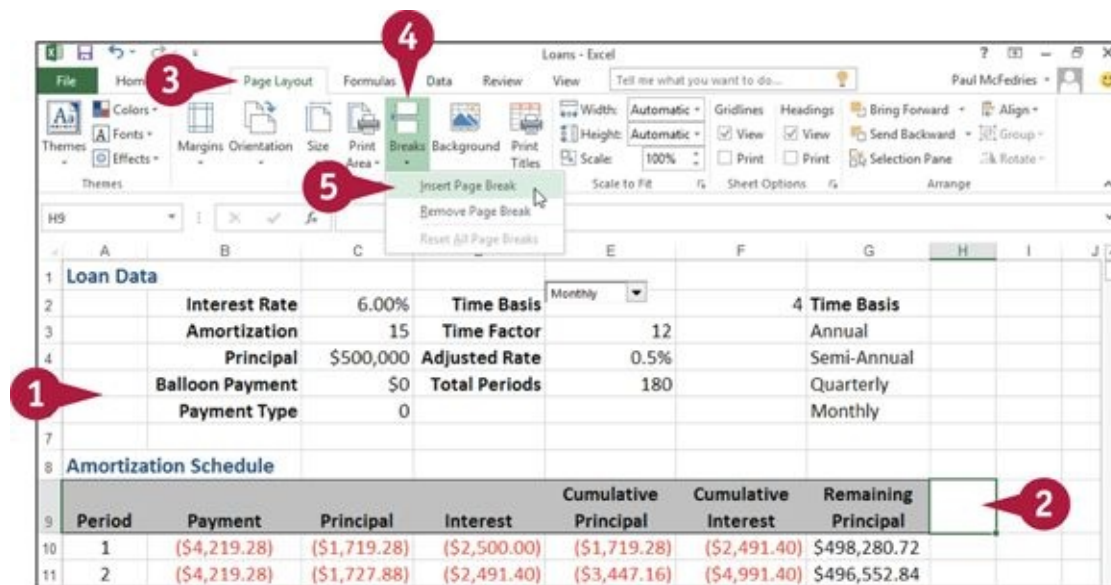 4
Loans - Excel
3
File Hom Page Layout Formulas Data Review View Tell me what you want to do... Paul McFedries
Colors Width: Automatic Gridlines Headings Bring Forward Align
Aa A Fonts Height: Automatic View View Send Backward Group
Themes Effects Margins Orientation Size Print Area Breaks Background Print Titles Scale: 100% Print Print Selection Pane Rotate
Themes Scale to Fit Sheet Options Arrange
5
Insert Page Break
Remove Page Break
Reset All Page Breaks
H9 fx
A B C E F G H I J
1 Loan Data
2 Interest Rate 6.00% Time Basis Monthly 4 Time Basis
3 Amortization 15 Time Factor 12 Annual
4 Principal $500,000 Adjusted Rate 0.5% Semi-Annual
1
Balloon Payment $0 Total Periods 180 Quarterly
Payment Type 0 Monthly
7
8 Amortization Schedule
2
Cumulative Cumulative Remaining
9 Period Payment Principal Interest Principal Interest Principal
10 1 ($4,219.28) ($1,719.28) ($2,500.00) ($1,719.28) ($2,491.40) $498,280.72
11 2 ($4,219.28) ($1,727.88) ($2,491.40) ($3,447.16) ($4,991.40) $496,552.84